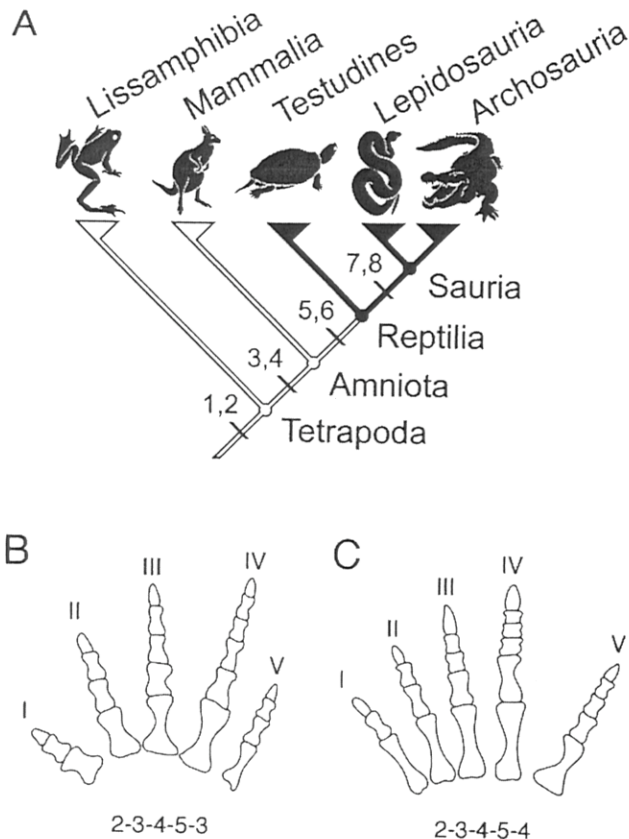 A
Lissamphibia
Mammalia
Testudines
Lepidosauria
Archosauria
7,8
Sauria
5,6
Reptilia
3,4
Amniota
1,2
Tetrapoda
B
I
II
III
IV
V
2-3-4-5-3
C
I
II
III
IV
V
2-3-4-5-4